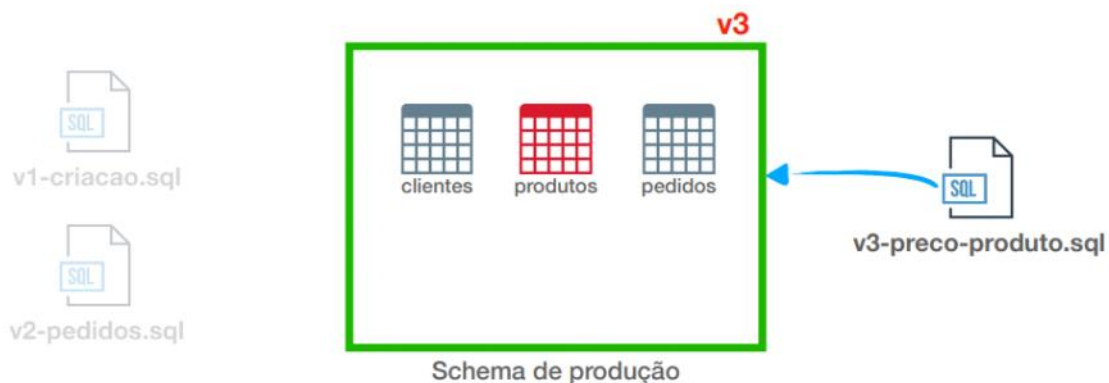 v3
SQL
v1-criacao.sql
clientes
produtos
pedidos
SQL
v3-preco-produto.sql
SQL
v2-pedidos.sql
Schema de produção